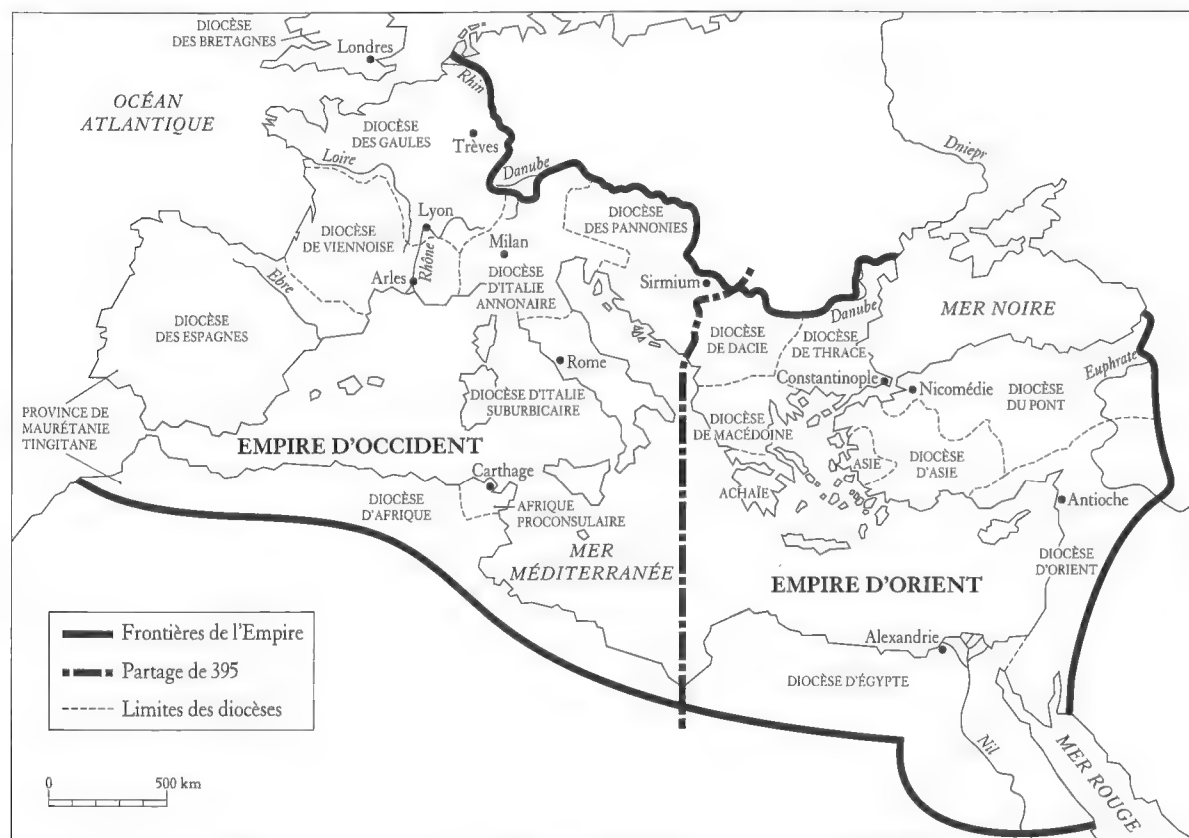 DIOCÈSE
DES BRETAGNES
Londres
OCÉAN
ATLANTIQUE
Rhin
DIOCÈSE
DES GAULES
Trèves
Loire
Danube
Dniepr
DIOCÈSE
DE VIENNOISE
Lyon
Rhône
Arles
Milan
DIOCÈSE
D'ITALIE
ANNONAIRE
DIOCÈSE
DES PANNONIES
Sirmium
Ebre
DIOCÈSE
DES ESPAGNES
Rome
DIOCÈSE D'ITALIE
SUBURBICAIRE
DIOCÈSE
DE DACIE
Danube
DIOCÈSE
DE THRACE
MER NOIRE
Constantinople
Nicomédie
Euphrate
DIOCÈSE
DU PONT
PROVINCE DE
MAURÉTANIE
TINGITANE
EMPIRE D'OCCIDENT
DIOCÈSE
DE MACÉDOINE
ASIE
DIOCÈSE
D'ASIE
ACHAÏE
Antioche
Carthage
DIOCÈSE
D'AFRIQUE
AFRIQUE
PROCONSULAIRE
MER
MÉDITERRANÉE
EMPIRE D'ORIENT
DIOCÈSE
D'ORIENT
Alexandrie
DIOCÈSE D'ÉGYPTE
Nil
MER ROUGE
Frontières de l'Empire
Partage de 395
Limites des diocèses
0 500 km